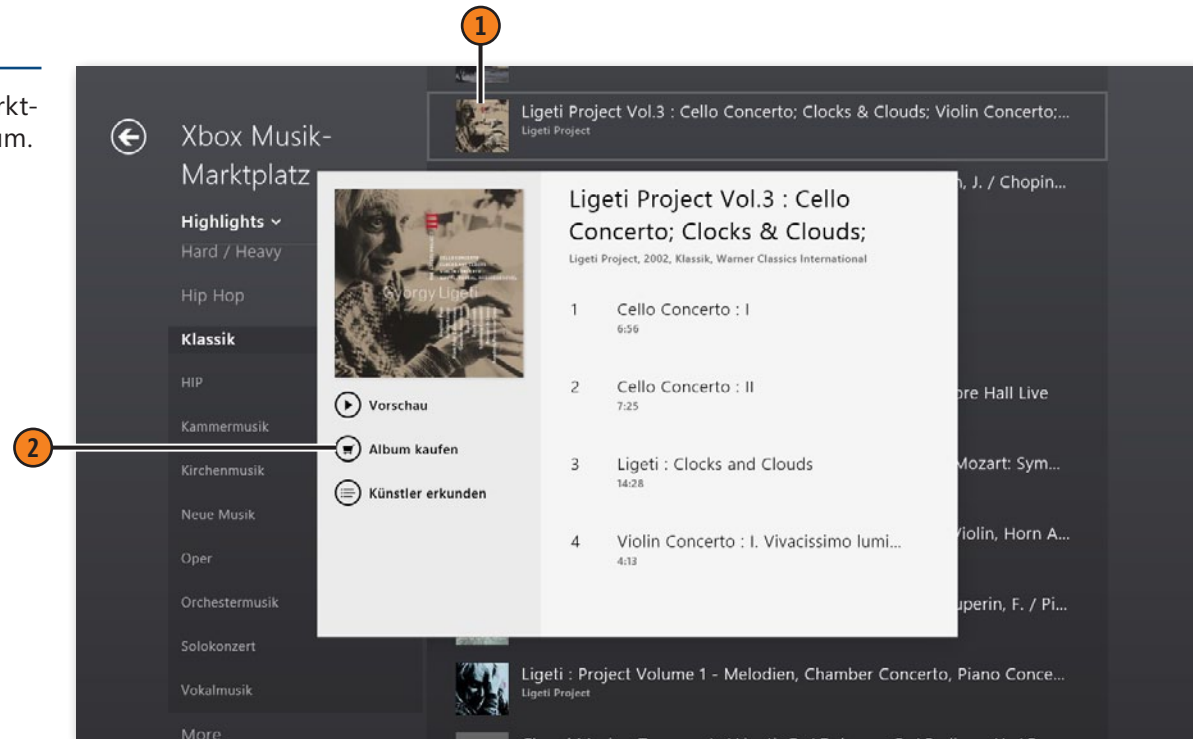 1
rkt-
um.
Xbox Musik-
Marktplatz
Highlights
Hard / Heavy
Hip Hop
Klassik
HIP
Kammermusik
Kirchenmusik
Neue Musik
Oper
Orchestermusik
Solokonzert
Vokalmusik
More
2
Ligeti Project Vol.3 : Cello Concerto; Clocks & Clouds; Violin Concerto;...
Ligeti Project
n, J. / Chopin...
ore Hall Live
Mozart: Sym...
Violin, Horn A...
uperin, F. / Pi...
Ligeti : Project Volume 1 - Melodien, Chamber Concerto, Piano Conce...
Ligeti Project
György Ligeti
Vorschau
Album kaufen
Künstler erkunden
Ligeti Project Vol.3 : Cello
Concerto; Clocks & Clouds;
Ligeti Project, 2002, Klassik, Warner Classics International
1 Cello Concerto : I
6:56
2 Cello Concerto : II
7:25
3 Ligeti : Clocks and Clouds
14:28
4 Violin Concerto : I. Vivacissimo lumi...
4:13